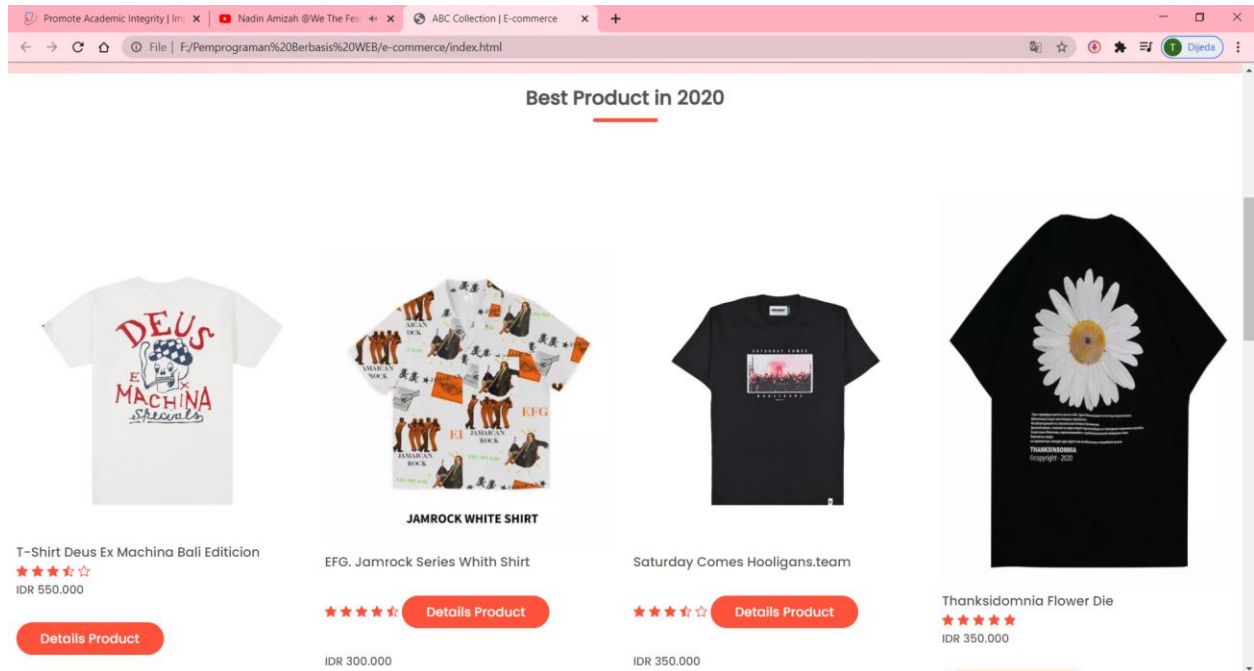 Promote Academic Integrity | Im
Nadin Amizah @We The Fes
ABC Collection | E-commerce
File | F:/Pemprograman%20Berbasis%20WEB/e-commerce/index.html
T
Dijeda
Best Product in 2020
DEUS
E X
MACHINA
Specials
JAMAICAN
ROCK
EFG
JAMROCK WHITE SHIRT
SATURDAY COMES
HOOLIGANS
THANKSINSOMNIA
©copyright - 2020
T-Shirt Deus Ex Machina Bali Editicion
IDR 550.000
Details Product
EFG. Jamrock Series Whith Shirt
Details Product
IDR 300.000
Saturday Comes Hooligans.team
Details Product
IDR 350.000
Thanksidomnia Flower Die
IDR 350.000